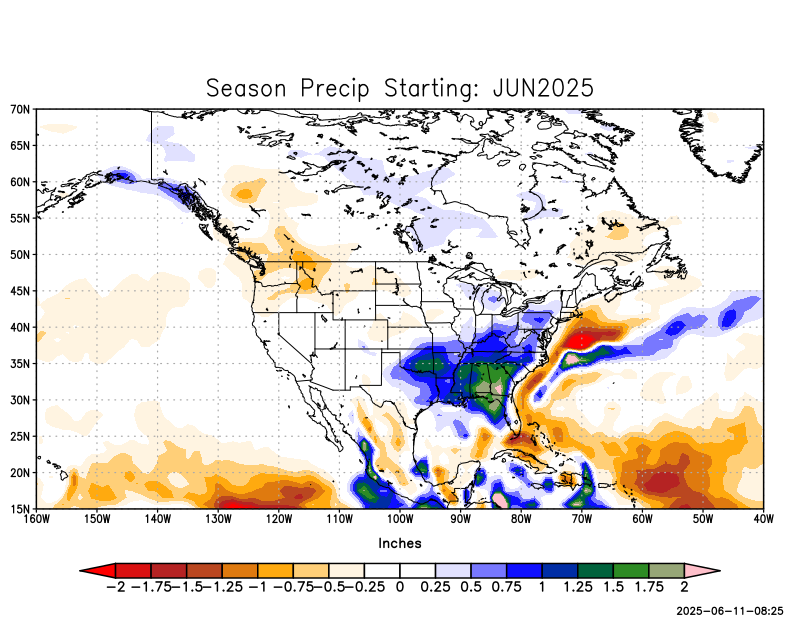 Season Precip Starting: JUN2025
70N
65N
60N
55N
50N
45N
40N
35N
30N
25N
20N
15N
160W 150W 140W 130W 120W 110W 100W 90W 80W 70W 60W 50W 40W
Inches
−2 −1.75 −1.5 −1.25 −1 −0.75 −0.5 −0.25 0 0.25 0.5 0.75 1 1.25 1.5 1.75 2
2025−06−11−08:25